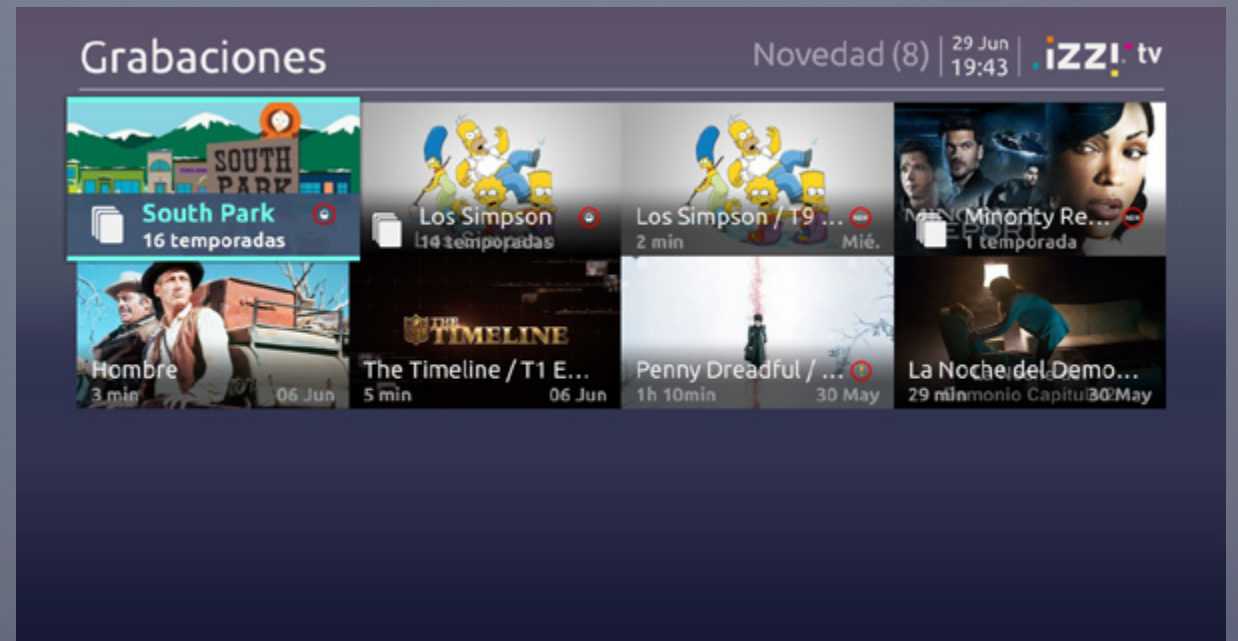 Grabaciones
Novedad (8)
29 Jun
19:43
izzi tv
SOUTH
PARK
South Park
16 temporadas
Los Simpson
14 temporadas
Los Simpson / T9 ...
2 min
Mié.
MINORITY
REPORT
Minority Re...
1 temporada
Hombre
3 min
06 Jun
THE
TIMELINE
The Timeline / T1 E...
5 min
06 Jun
Penny Dreadful / ...
1h 10min
30 May
La Noche del Demo...
29 min
30 May